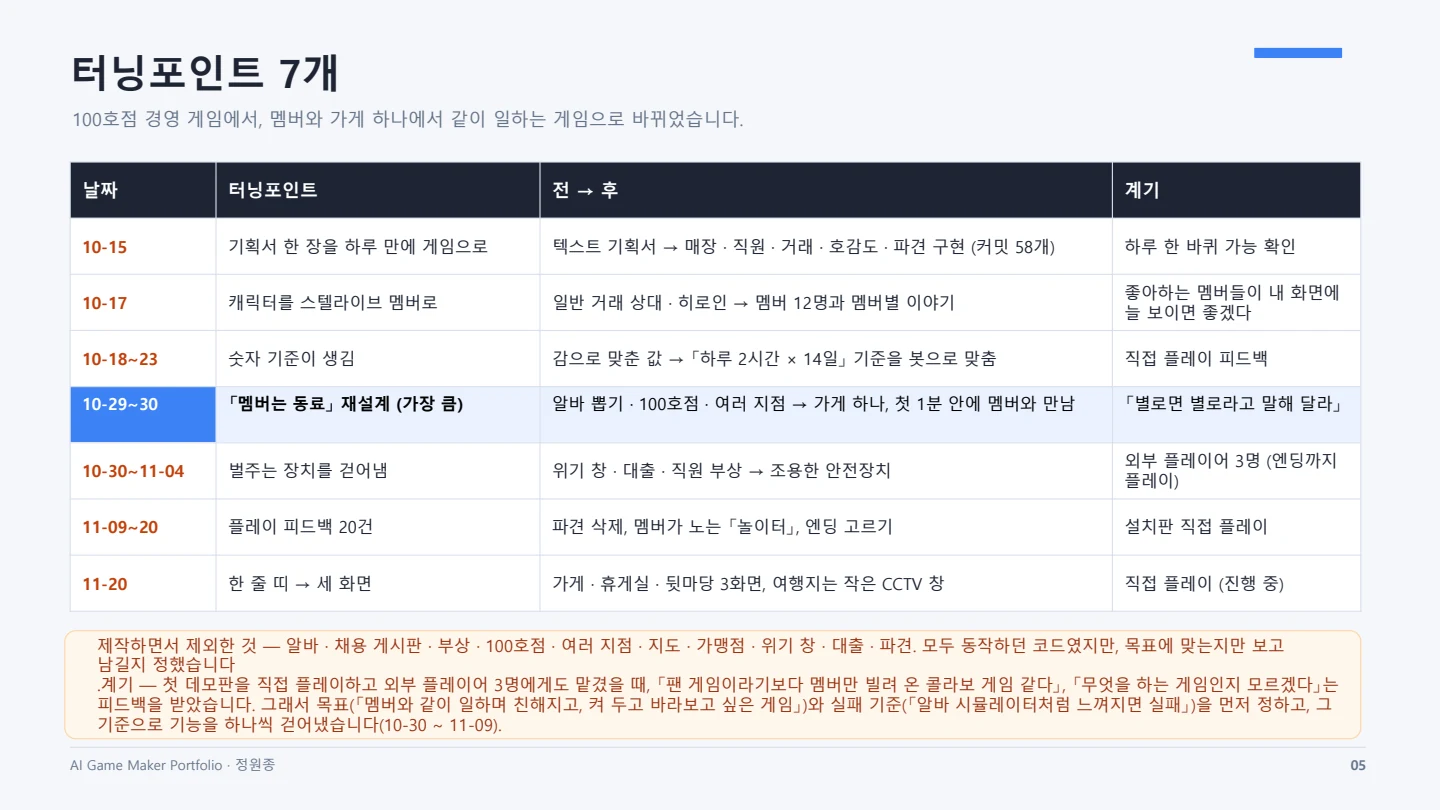 터닝포인트 7개
100호점 경영 게임에서, 멤버와 가게 하나에서 같이 일하는 게임으로 바뀌었습니다.
날짜 터닝포인트 전 → 후 계기
10-15 기획서 한 장을 하루 만에 게임으로 텍스트 기획서 → 매장 · 직원 · 거래 · 호감도 · 파견 구현 (커밋 58개) 하루 한 바퀴 가능 확인
10-17 캐릭터를 스텔라이브 멤버로 일반 거래 상대 · 히로인 → 멤버 12명과 멤버별 이야기 좋아하는 멤버들이 내 화면에
늘 보이면 좋겠다
10-18~23 숫자 기준이 생김 감으로 맞춘 값 → 「하루 2시간 × 14일」 기준을 봇으로 맞춤 직접 플레이 피드백
10-29~30 「멤버는 동료」 재설계 (가장 큼) 알바 뽑기 · 100호점 · 여러 지점 → 가게 하나, 첫 1분 안에 멤버와 만남 「별로면 별로라고 말해 달라」
10-30~11-04 벌주는 장치를 걷어냄 위기 창 · 대출 · 직원 부상 → 조용한 안전장치 외부 플레이어 3명 (엔딩까지
플레이)
11-09~20 플레이 피드백 20건 파견 삭제, 멤버가 노는 「놀이터」, 엔딩 고르기 설치판 직접 플레이
11-20 한 줄 띠 → 세 화면 가게 · 휴게실 · 뒷마당 3화면, 여행지는 작은 CCTV 창 직접 플레이 (진행 중)
제작하면서 제외한 것 — 알바 · 채용 게시판 · 부상 · 100호점 · 여러 지점 · 지도 · 가맹점 · 위기 창 · 대출 · 파견. 모두 동작하던 코드였지만, 목표에 맞는지만 보고
남길지 정했습니다
.계기 — 첫 데모판을 직접 플레이하고 외부 플레이어 3명에게도 맡겼을 때, 「팬 게임이라기보다 멤버만 빌려 온 콜라보 게임 같다」, 「무엇을 하는 게임인지 모르겠다」는
피드백을 받았습니다. 그래서 목표(「멤버와 같이 일하며 친해지고, 켜 두고 바라보고 싶은 게임」)와 실패 기준(「알바 시뮬레이터처럼 느껴지면 실패」)을 먼저 정하고, 그
기준으로 기능을 하나씩 걷어냈습니다(10-30 ~ 11-09).
AI Game Maker Portfolio · 정원종 05